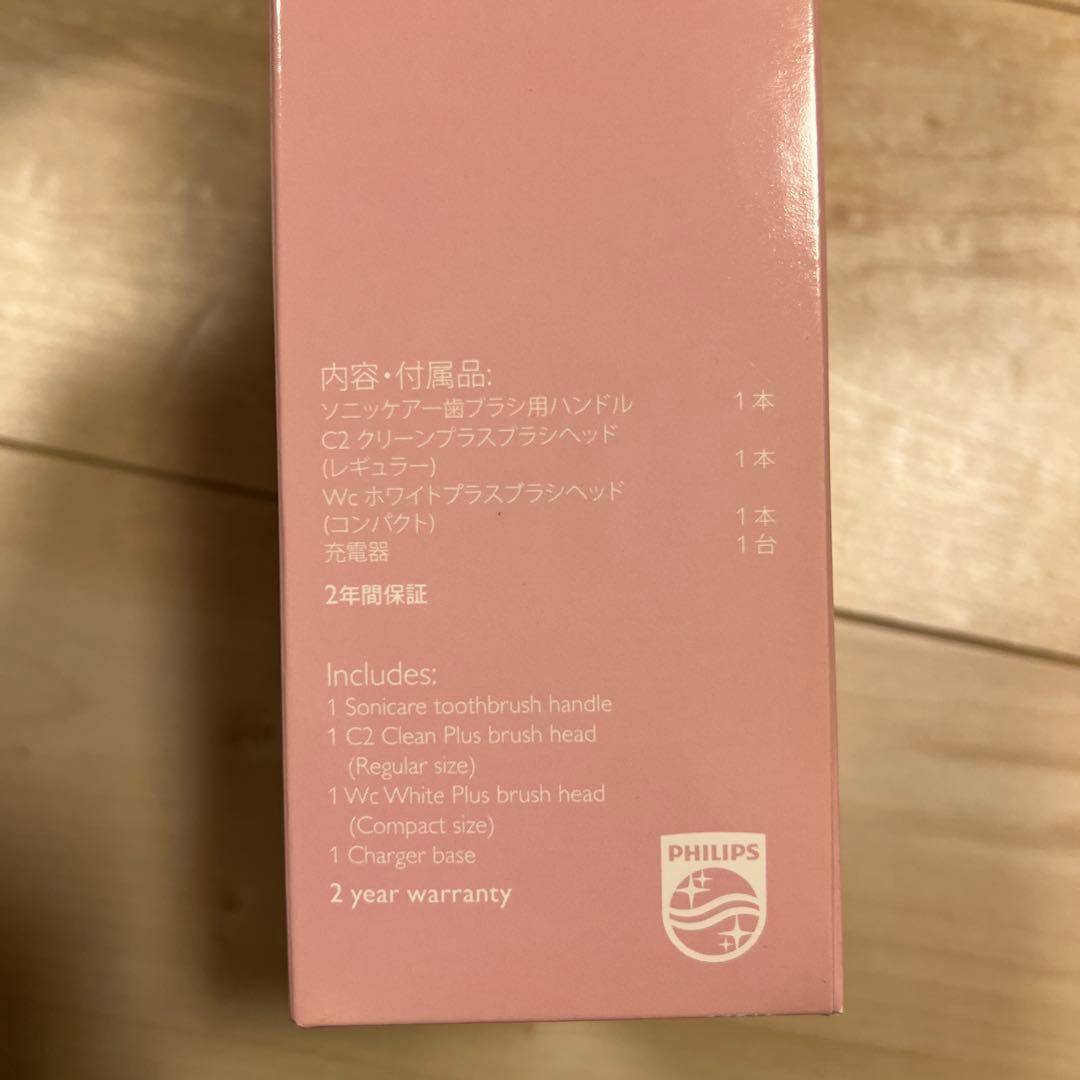 内容・付属品:
ソニッケアー歯ブラシ用ハンドル 1本
C2 クリーンプラスブラシヘッド
(レギュラー) 1本
Wc ホワイトプラスブラシヘッド
(コンパクト) 1本
充電器 1台
2年間保証
Includes:
1 Sonicare toothbrush handle
1 C2 Clean Plus brush head
(Regular size)
1 Wc White Plus brush head
(Compact size)
1 Charger base
2 year warranty
PHILIPS